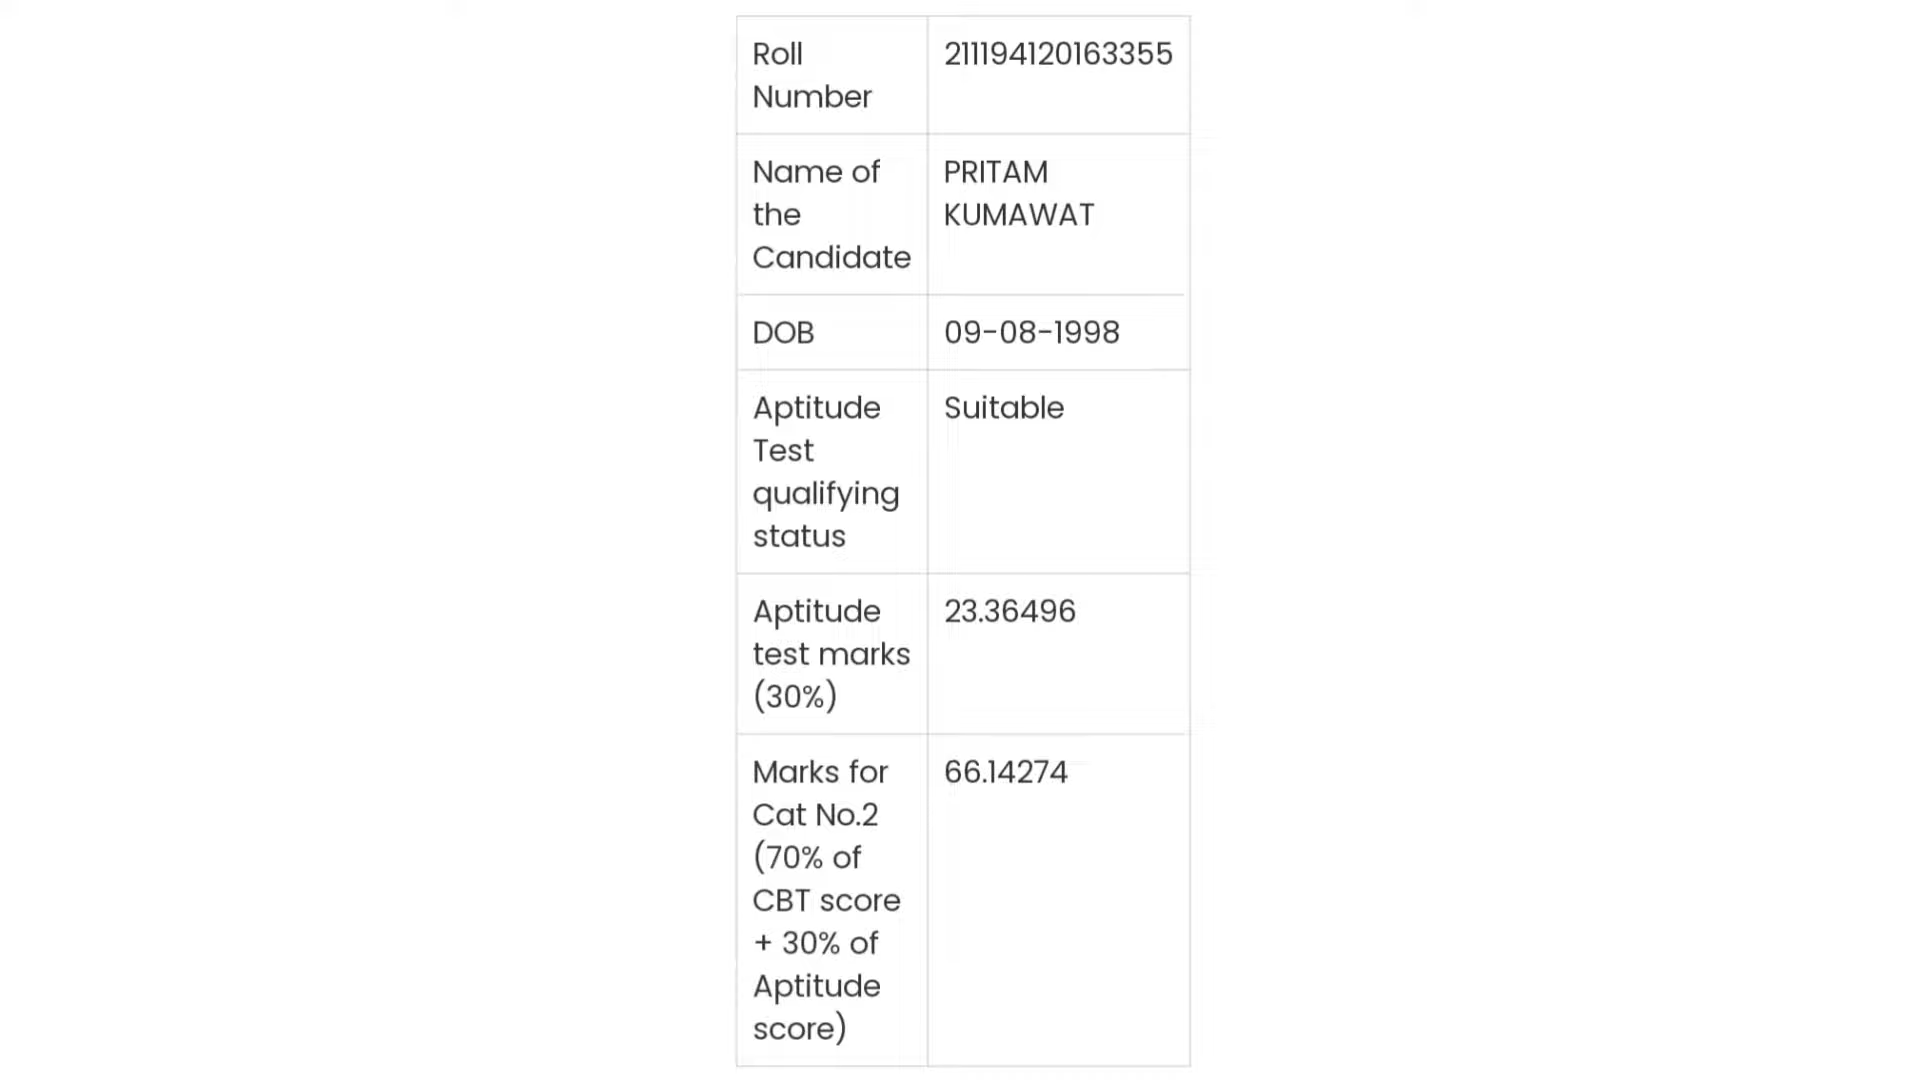 Roll 211194120163355
Number
Name of PRITAM
the KUMAWAT
Candidate
DOB 09-08-1998
Aptitude Suitable
Test
qualifying
status
Aptitude 23.36496
test marks
(30%)
Marks for 66.14274
Cat No.2
(70% of
CBT score
+ 30% of
Aptitude
score)